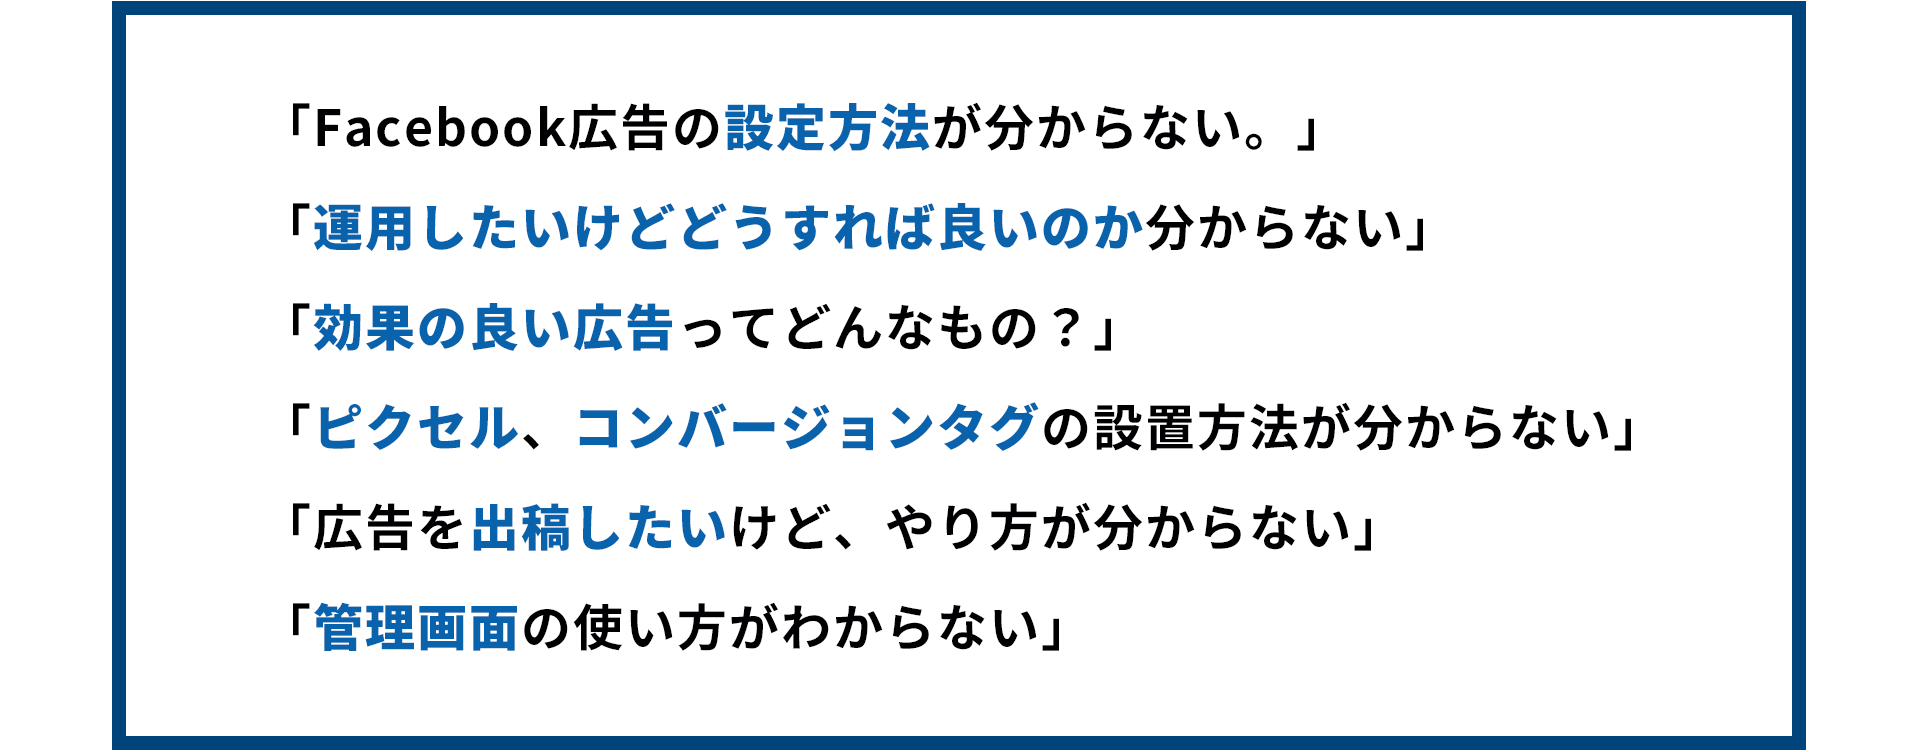 「Facebook広告の設定方法が分からない。」
「運用したいけどどうすれば良いのか分からない」
「効果の良い広告ってどんなもの？」
「ピクセル、コンバージョンタグの設置方法が分からない」
「広告を出稿したいけど、やり方が分からない」
「管理画面の使い方がわからない」